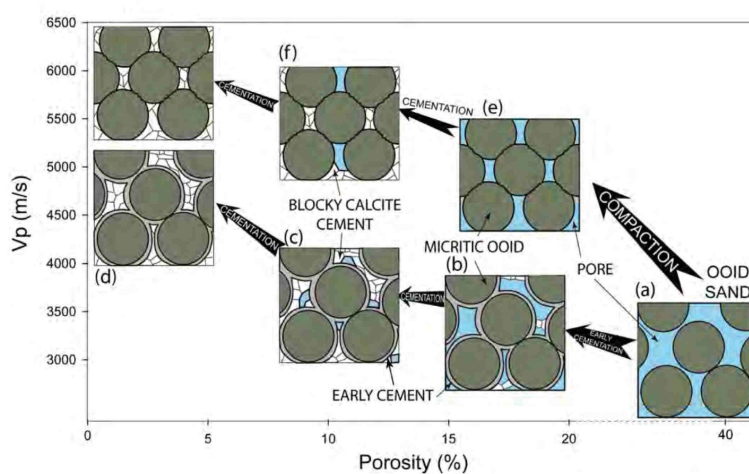 6500
6000
5500
5000
4500
4000
3500
3000
Vp (m/s)
(f)
CEMENTATION
CEMENTATION
(e)
BLOCKY CALCITE
CEMENT
(d)
CEMENTATION
(c)
MICRITIC OOID
(b)
CEMENTATION
COMPACTION
PORE
OOID
SAND
(a)
EARLY
CEMENTATION
EARLY CEMENT
0
5
10
15
20
40
Porosity (%)